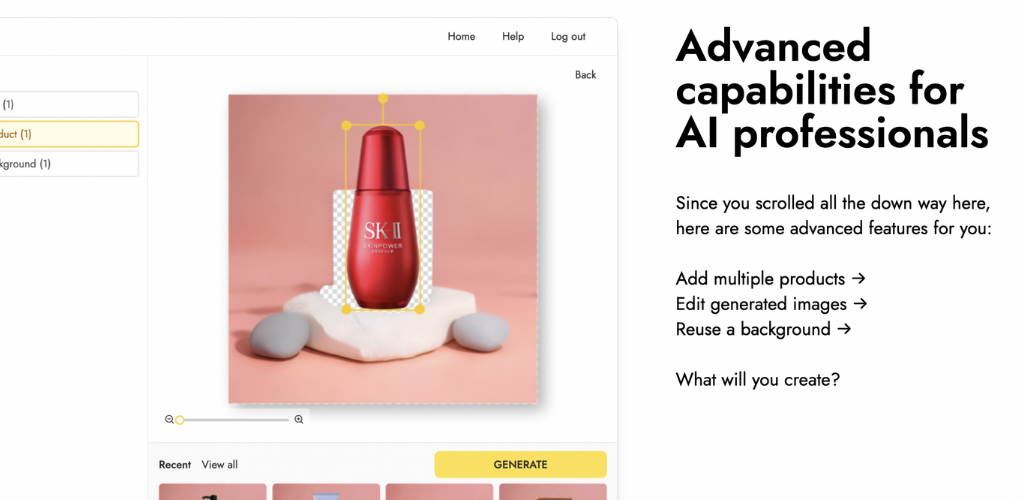 Home Help Log out
Back
(1)
duct (1)
kground (1)
SK-II
SKINPOWER
ESSENCE
Recent View all
GENERATE
Advanced
capabilities for
AI professionals
Since you scrolled all the down way here,
here are some advanced features for you:
Add multiple products →
Edit generated images →
Reuse a background →
What will you create?